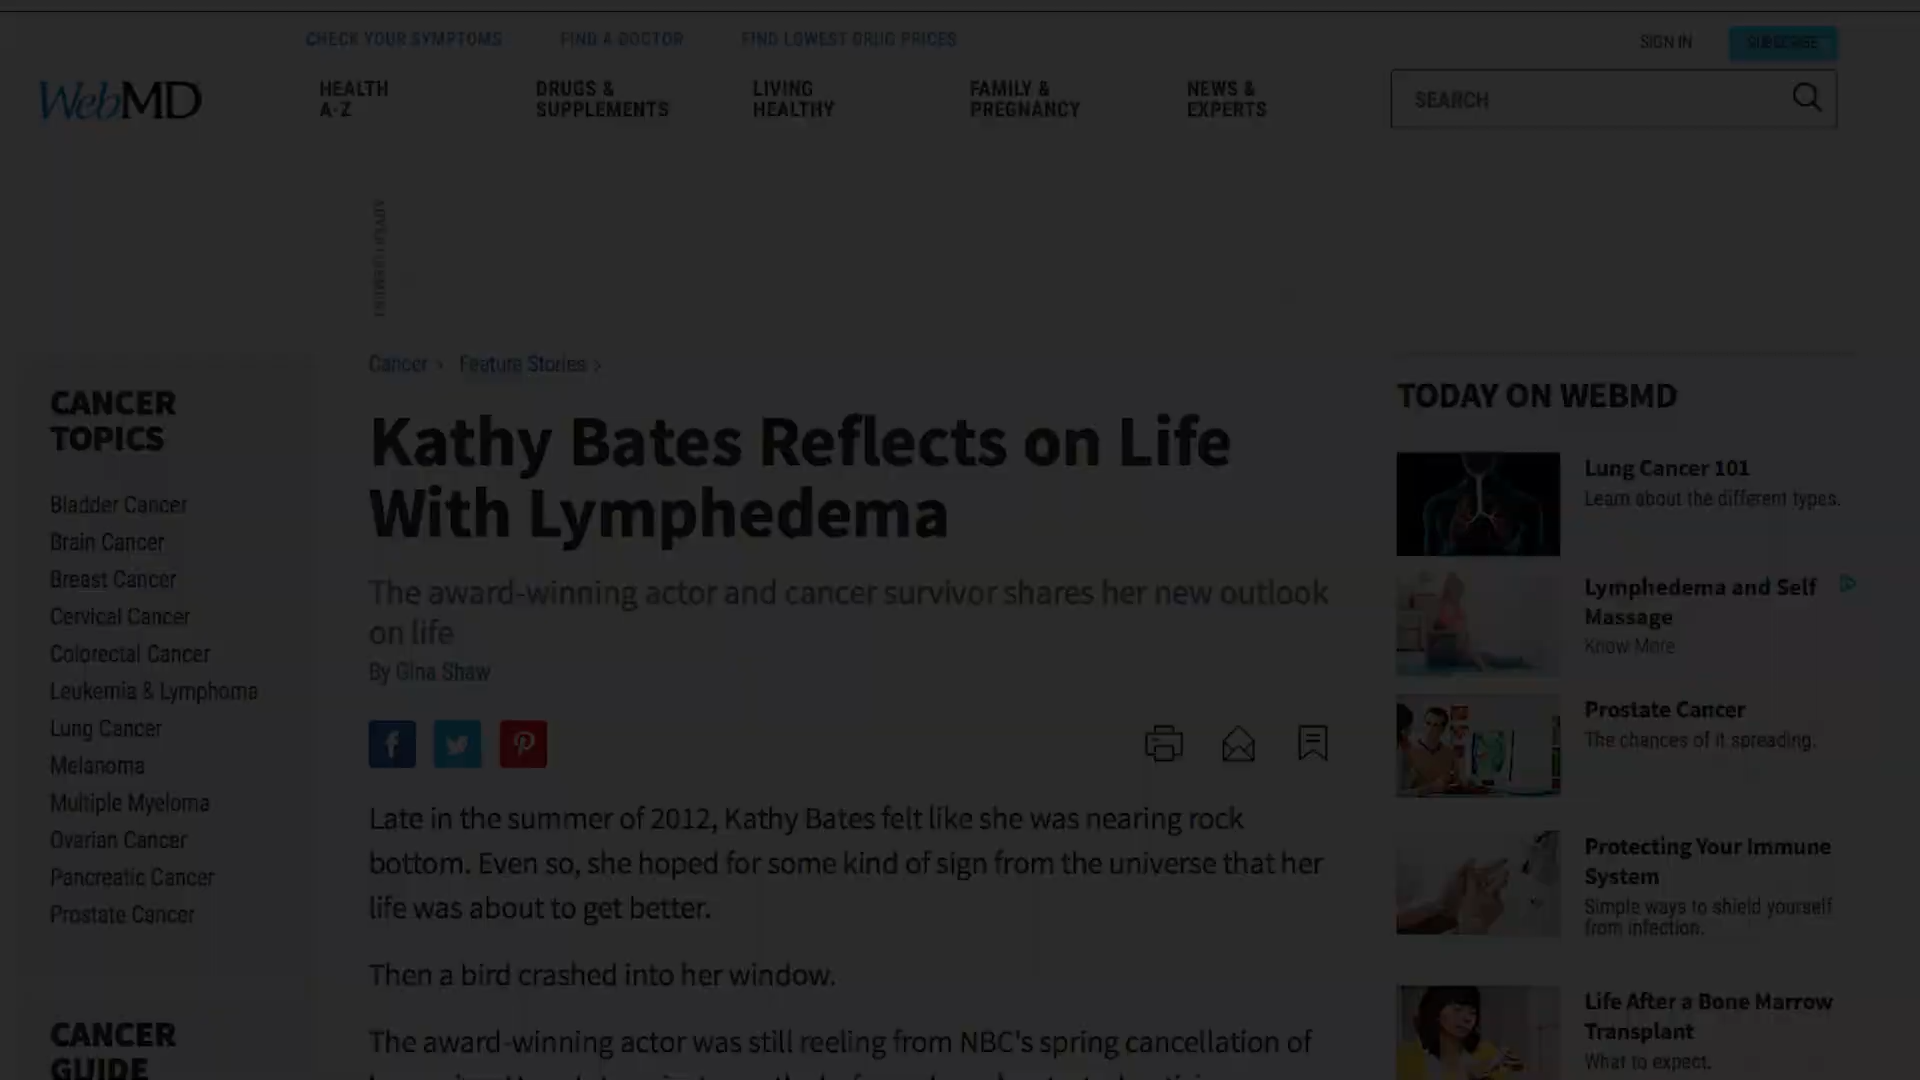 CHECK YOUR SYMPTOMS
FIND A DOCTOR
FIND LOWEST DRUG PRICES
SIGN IN
SUBSCRIBE
WebMD
HEALTH
A-Z
DRUGS &
SUPPLEMENTS
LIVING
HEALTHY
FAMILY &
PREGNANCY
NEWS &
EXPERTS
SEARCH
ADVERTISEMENT
CANCER
TOPICS
Bladder Cancer
Brain Cancer
Breast Cancer
Cervical Cancer
Colorectal Cancer
Leukemia & Lymphoma
Lung Cancer
Melanoma
Multiple Myeloma
Ovarian Cancer
Pancreatic Cancer
Prostate Cancer
CANCER
GUIDE
Cancer > Feature Stories >
Kathy Bates Reflects on Life
With Lymphedema
The award-winning actor and cancer survivor shares her new outlook
on life
By Gina Shaw
Late in the summer of 2012, Kathy Bates felt like she was nearing rock
bottom. Even so, she hoped for some kind of sign from the universe that her
life was about to get better.
Then a bird crashed into her window.
The award-winning actor was still reeling from NBC's spring cancellation of
TODAY ON WEBMD
Lung Cancer 101
Learn about the different types.
Lymphedema and Self
Massage
Know More
Prostate Cancer
The chances of it spreading.
Protecting Your Immune
System
Simple ways to shield yourself
from infection.
Life After a Bone Marrow
Transplant
What to expect.